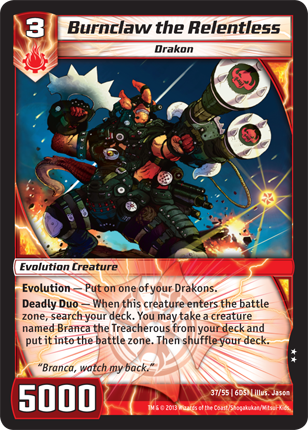 3
Burnclaw the Relentless
Drakon
Evolution Creature
Evolution — Put on one of your Drakons.
Deadly Duo — When this creature enters the battle
zone, search your deck. You may take a creature
named Branca the Treacherous from your deck and
put it into the battle zone. Then shuffle your deck.
"Branca, watch my back."
5000
37/55 | 6DSI | Illus. Jason
TM & © 2013 Wizards of the Coast/Shogakukan/Mitsui-Kids